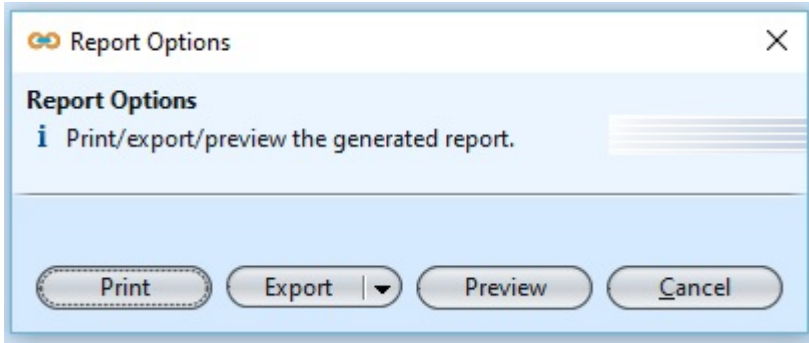 Report Options
Report Options
Print/export/preview the generated report.
Print Export Preview Cancel